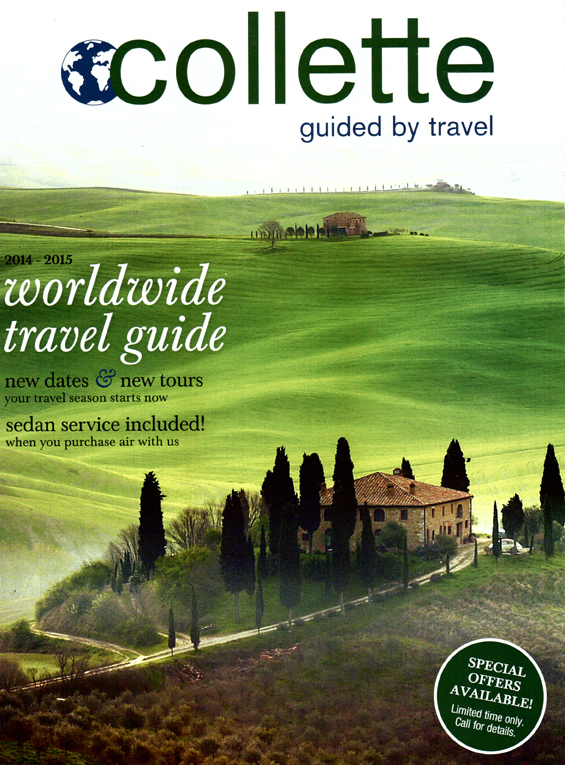 collette
guided by travel
2014 - 2015
worldwide
travel guide
new dates & new tours
your travel season starts now
sedan service included!
when you purchase air with us
SPECIAL
OFFERS
AVAILABLE!
Limited time only.
Call for details.